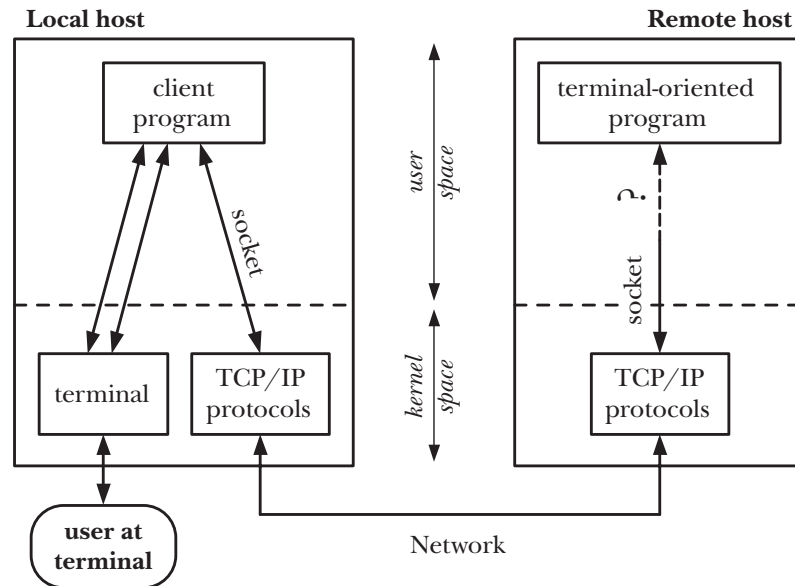 Local host
Remote host
client
program
terminal-oriented
program
user
space
?
socket
socket
kernel
space
terminal
TCP/IP
protocols
TCP/IP
protocols
user at
terminal
Network